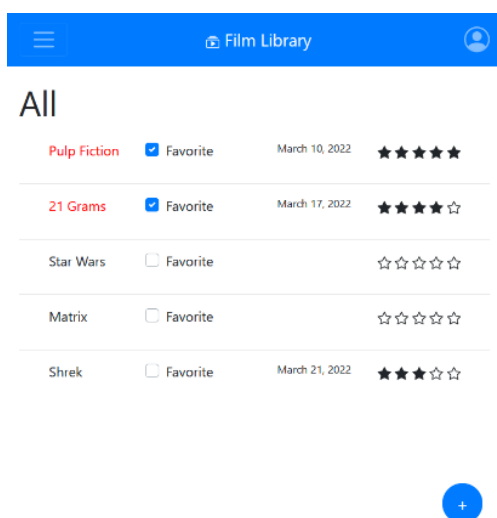 Film Library
All
Pulp Fiction Favorite March 10, 2022
21 Grams Favorite March 17, 2022
Star Wars Favorite
Matrix Favorite
Shrek Favorite March 21, 2022
+